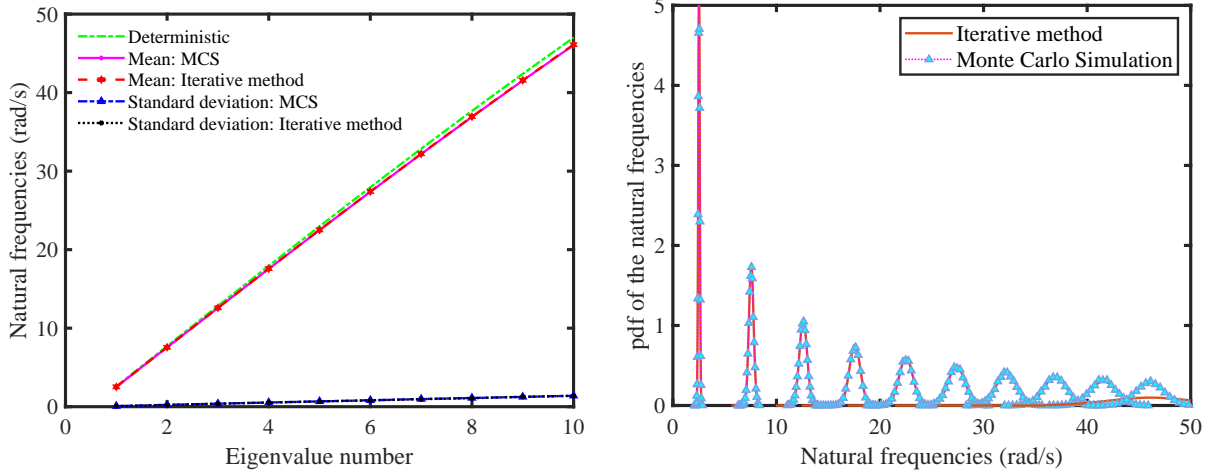 50
40
30
20
10
0
0
2
4
6
8
10
Natural frequencies (rad/s)
Eigenvalue number
Deterministic
Mean: MCS
Mean: Iterative method
Standard deviation: MCS
Standard deviation: Iterative method
5
4
3
2
1
0
0
10
20
30
40
50
pdf of the natural frequencies
Natural frequencies (rad/s)
Iterative method
Monte Carlo Simulation